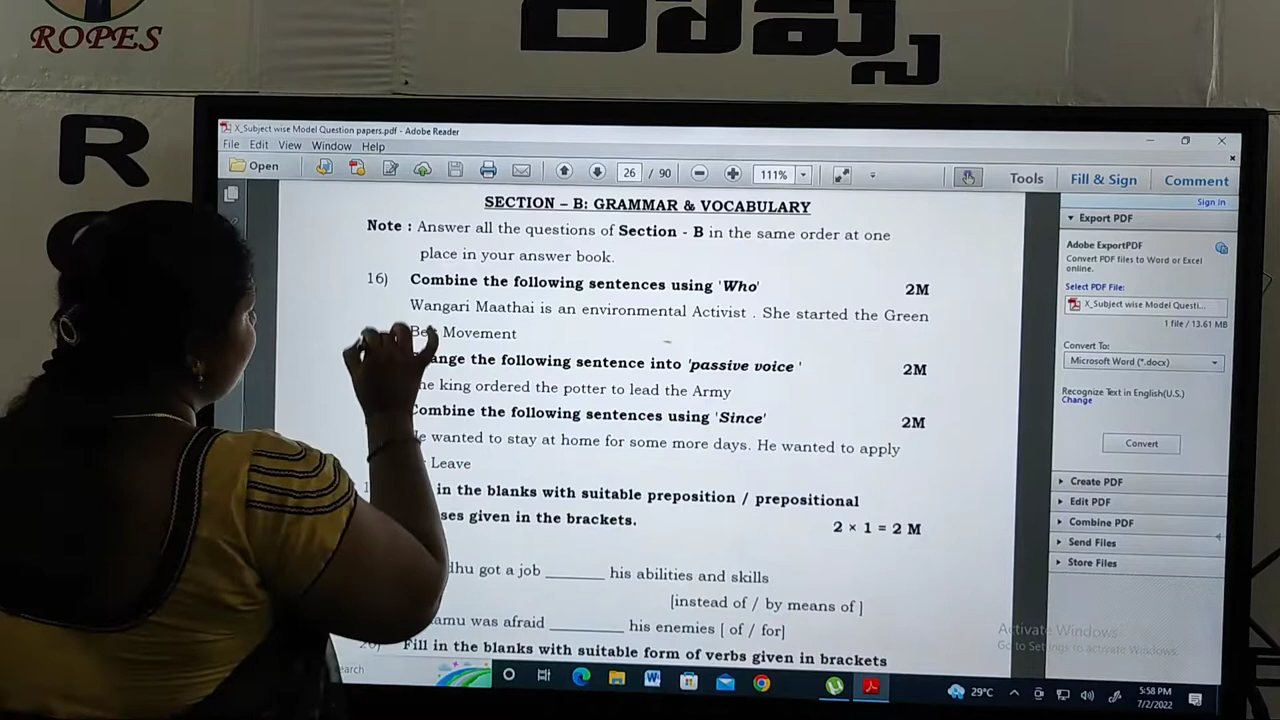 ROPES
రాప్స
R
X_Subject wise Model Question papers.pdf - Adobe Reader
File Edit View Window Help
Open 26 / 90 111% Tools Fill & Sign Comment
Sign In
SECTION – B: GRAMMAR & VOCABULARY
Note : Answer all the questions of Section - B in the same order at one
place in your answer book.
16) Combine the following sentences using 'Who' 2M
Wangari Maathai is an environmental Activist . She started the Green
Movement
the following sentence into 'passive voice ' 2M
king ordered the potter to lead the Army
Combine the following sentences using 'Since' 2M
wanted to stay at home for some more days. He wanted to apply
Leave
in the blanks with suitable preposition / prepositional
given in the brackets. 2 × 1 = 2 M
got a job ______ his abilities and skills
[instead of / by means of ]
was afraid ________ his enemies [ of / for]
20) Fill in the blanks with suitable form of verbs given in brackets
Export PDF
Adobe ExportPDF
Convert PDF files to Word or Excel
online.
Select PDF File:
X_Subject wise Model Questi...
1 file / 13.61 MB
Convert To:
Microsoft Word (*.docx)
Recognize Text in English(U.S.)
Change
Convert
Create PDF
Edit PDF
Combine PDF
Send Files
Store Files
Activate Windows
Go to Settings to activate Windows.
29°C
5:58 PM
7/2/2022